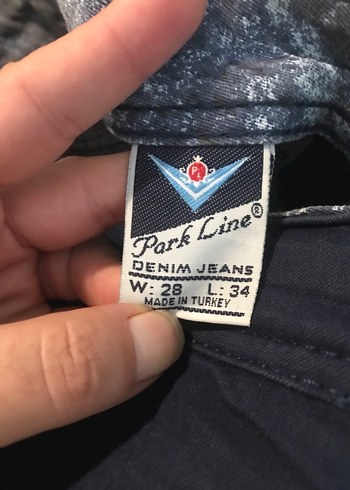 PL
Park Line®
DENIM JEANS
W: 28 L: 34
MADE IN TURKEY